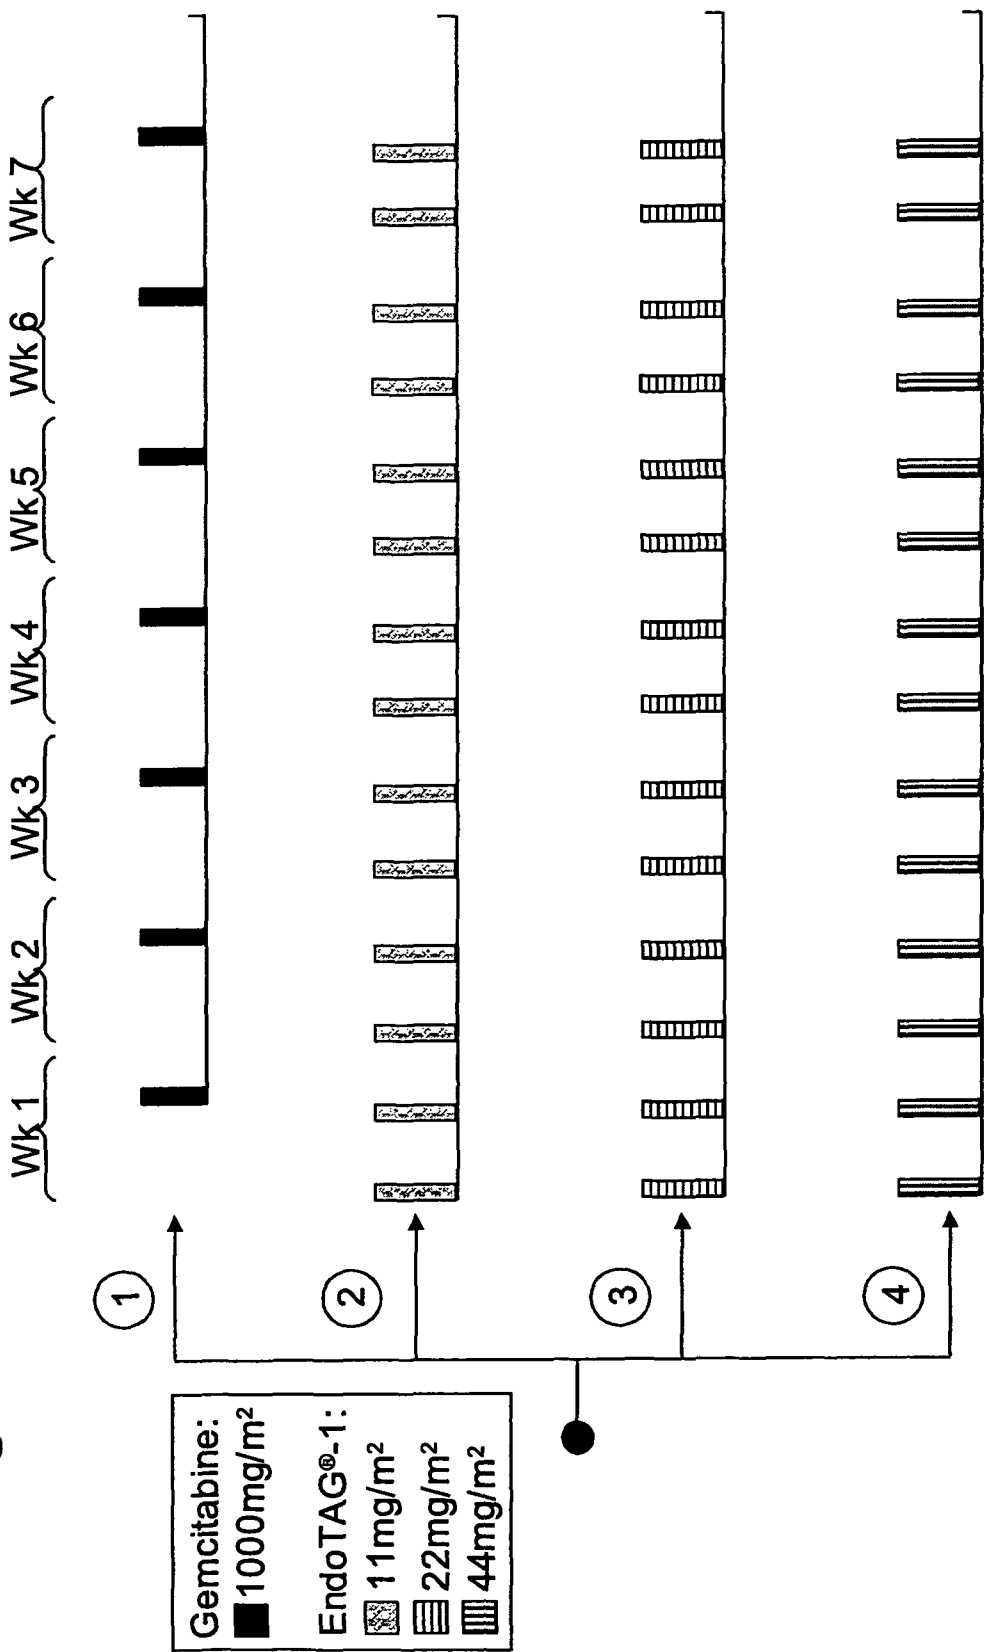 Wk 1 Wk 2 Wk 3 Wk 4 Wk 5 Wk 6 Wk 7
1
2
3
4
Gemcitabine:
1000mg/m²
EndoTAG®-1:
11mg/m²
22mg/m²
44mg/m²